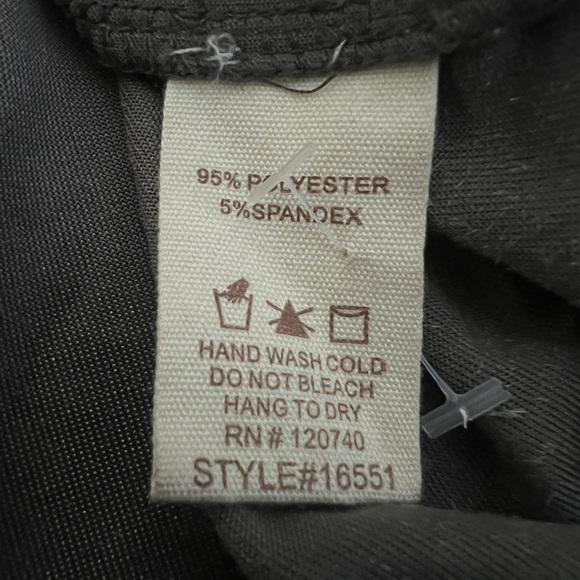 95% POLYESTER
5%SPANDEX
HAND WASH COLD
DO NOT BLEACH
HANG TO DRY
RN# 120740
STYLE#16551